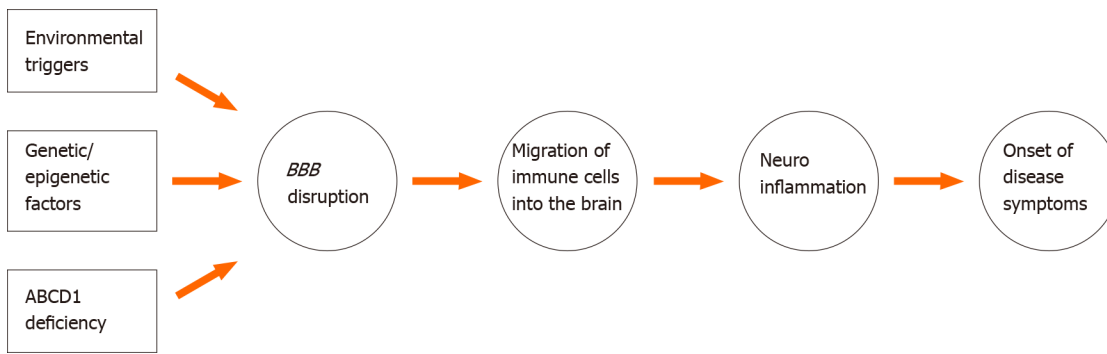 Environmental
triggers
Genetic/
epigenetic
factors
ABCD1
deficiency
BBB
disruption
Migration of
immune cells
into the brain
Neuro
inflammation
Onset of
disease
symptoms